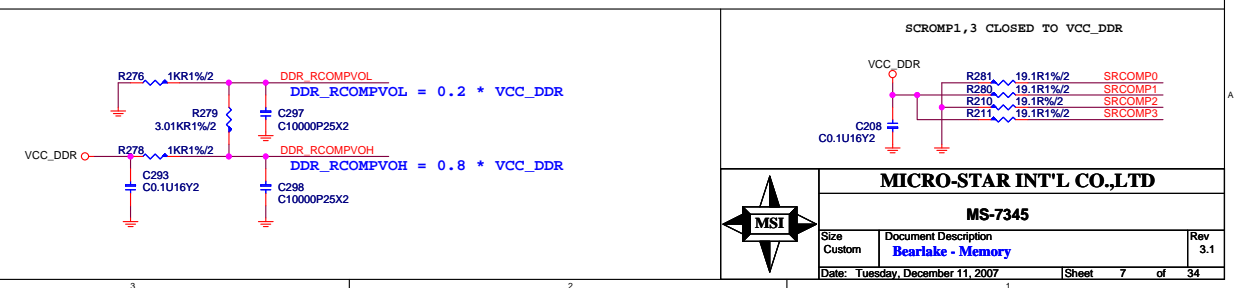 R276 1KR1%/2 DDR_RCOMPVOL
DDR_RCOMPVOL = 0.2 * VCC_DDR
R279
3.01KR1%/2
C297
C10000P25X2
VCC_DDR R278 1KR1%/2 DDR_RCOMPVOH
DDR_RCOMPVOH = 0.8 * VCC_DDR
C293
C0.1U16Y2
C298
C10000P25X2
SCROMP1,3 CLOSED TO VCC_DDR
VCC_DDR
R281 19.1R1%/2 SRCOMP0
R280 19.1R1%/2 SRCOMP1
R210 19.1R%/2 SRCOMP2
R211 19.1R1%/2 SRCOMP3
C208
C0.1U16Y2
A
MICRO-STAR INT'L CO.,LTD
MSI
MS-7345
Size Document Description Rev
Custom Bearlake - Memory 3.1
Date: Tuesday, December 11, 2007 Sheet 7 of 34
3 2 1